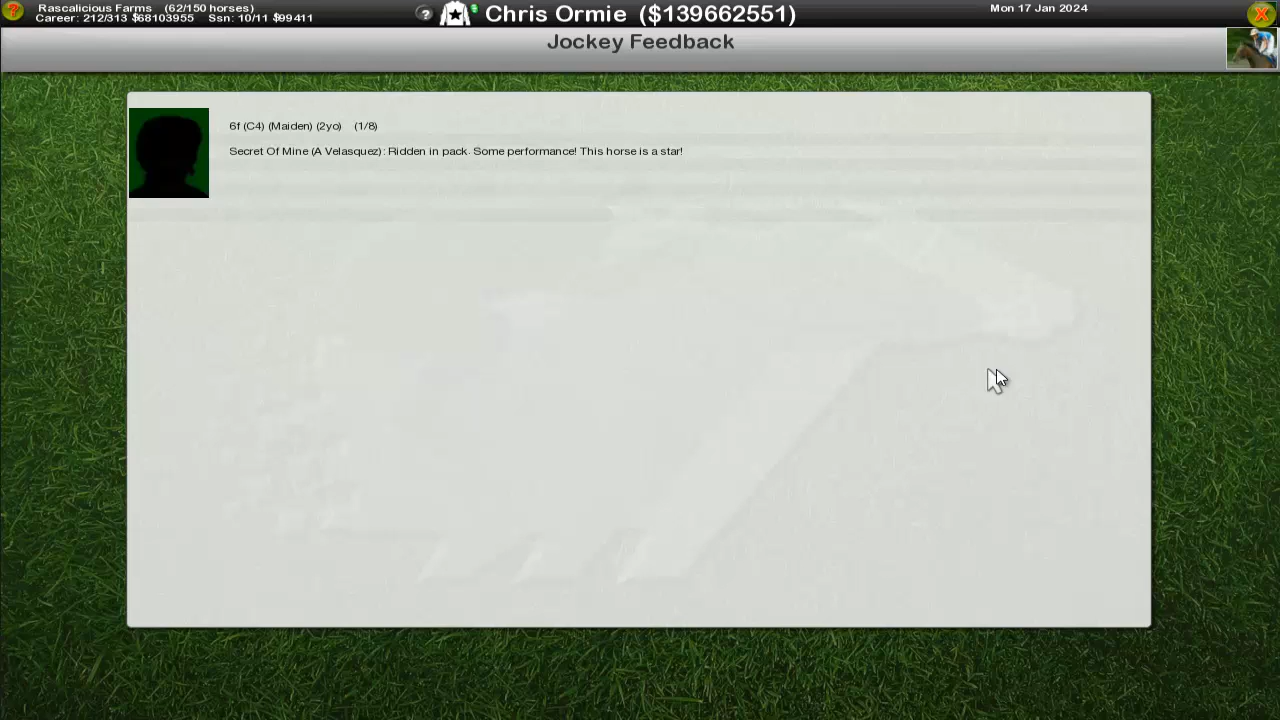 Rascalicious Farms (62/150 horses)
Career: 212/313 $68103955 Ssn: 10/11 $99411
Chris Ormie ($139662551)
Mon 17 Jan 2024
Jockey Feedback
6f (C4) (Maiden) (2yo) (1/8)
Secret Of Mine (A Velasquez): Ridden in pack. Some performance! This horse is a star!